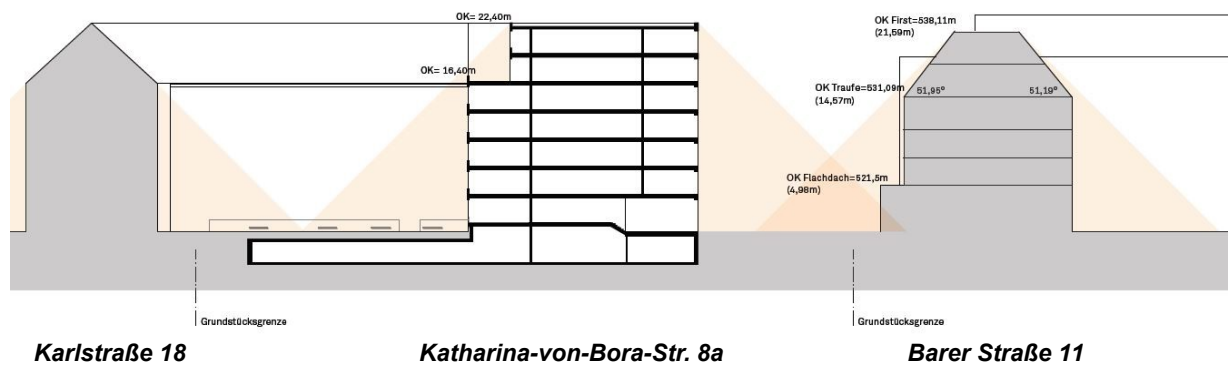 OK= 22,40m
OK= 16,40m
OK First=538,11m
(21,59m)
OK Traufe=531,09m
(14,57m)
51,95°
51,19°
OK Flachdach=521,5m
(4,98m)
Grundstücksgrenze
Grundstücksgrenze
Karlstraße 18
Katharina-von-Bora-Str. 8a
Barer Straße 11